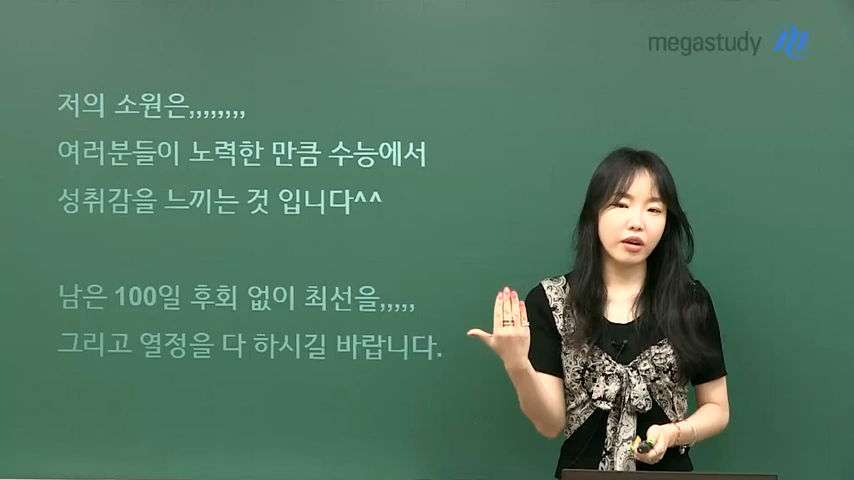 megastudy
저의 소원은,,,,,,,,
여러분들이 노력한 만큼 수능에서
성취감을 느끼는 것 입니다^^
남은 100일 후회 없이 최선을,,,,,
그리고 열정을 다 하시길 바랍니다.